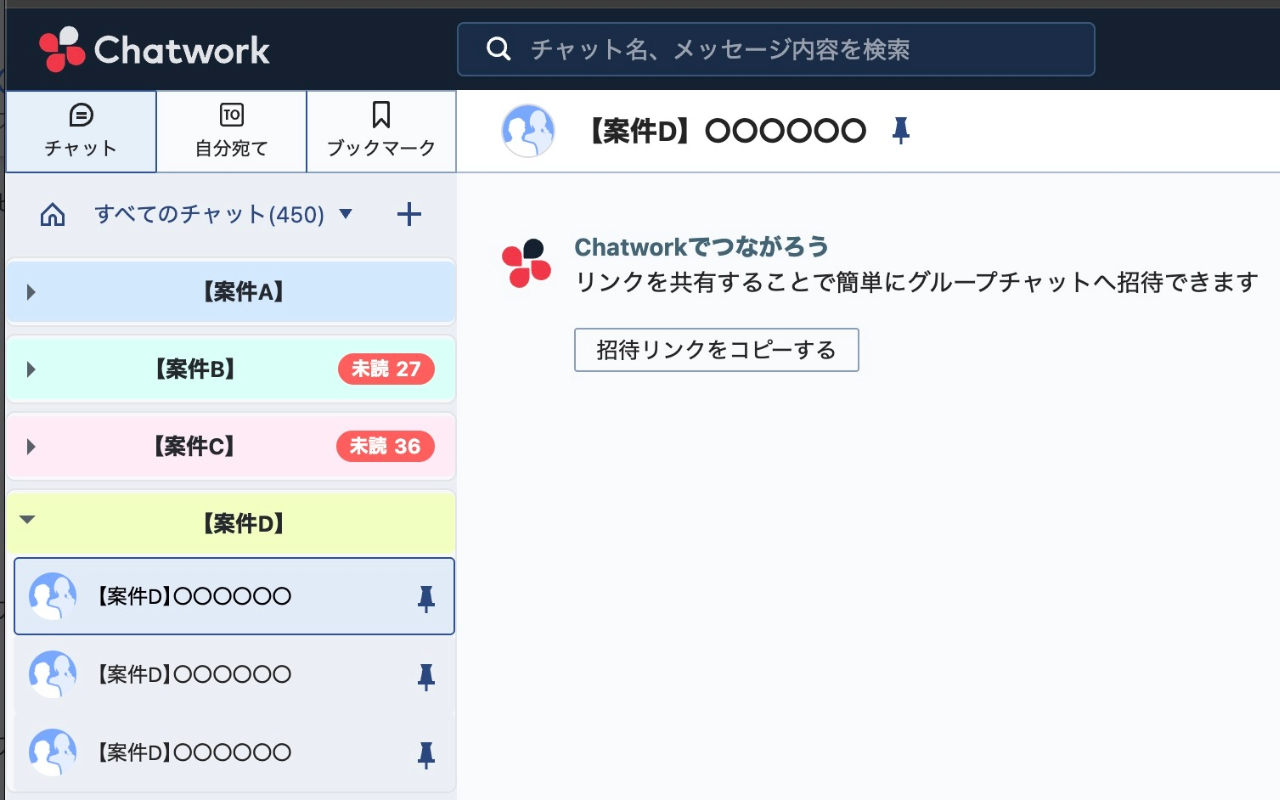 Chatwork
チャット名、メッセージ内容を検索
チャット
TO
自分宛て
ブックマーク
【案件D】〇〇〇〇〇〇
すべてのチャット(450)
【案件A】
【案件B】
未読 27
【案件C】
未読 36
【案件D】
【案件D】〇〇〇〇〇〇
【案件D】〇〇〇〇〇〇
【案件D】〇〇〇〇〇〇
Chatworkでつながろう
リンクを共有することで簡単にグループチャットへ招待できます
招待リンクをコピーする